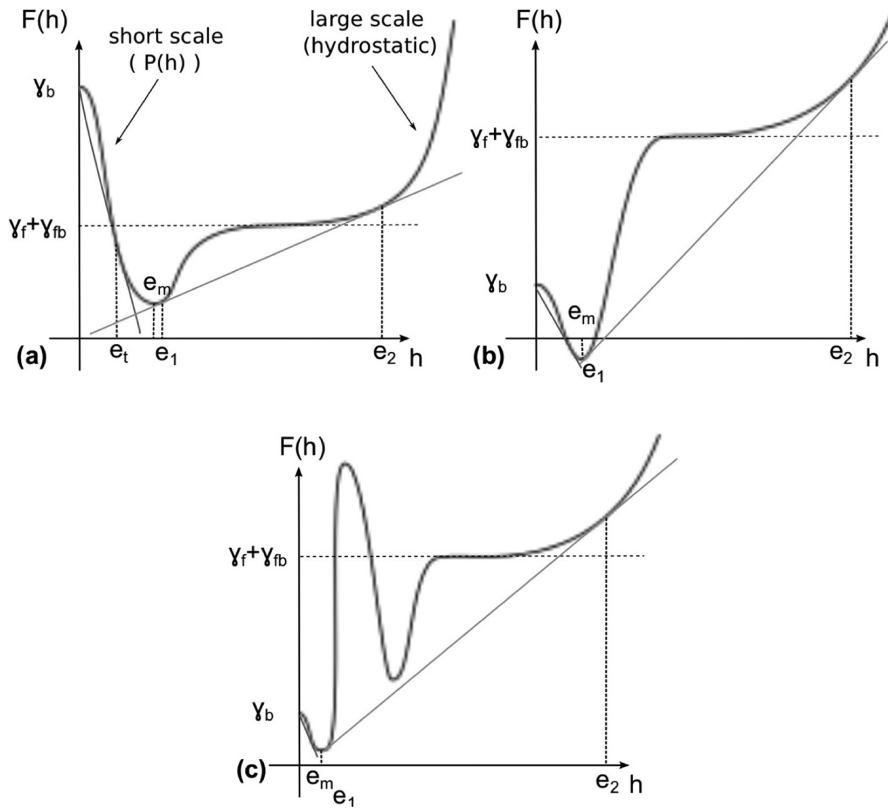 F(h)
short scale
( P(h) )
large scale
(hydrostatic)
γb
γf+γfb
em
et
e1
e2
h
(a)
F(h)
γf+γfb
γb
em
e1
e2
h
(b)
F(h)
γf+γfb
γb
em
e1
e2
h
(c)